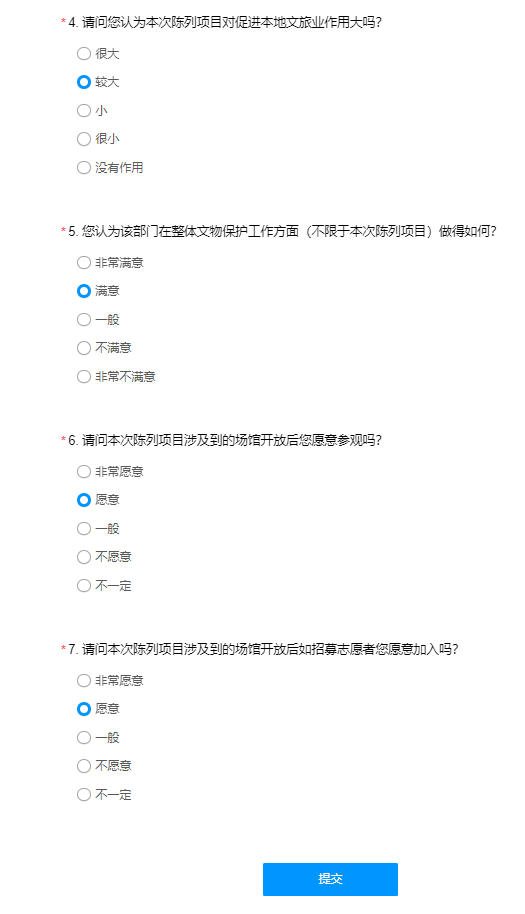 * 4. 请问您认为本次陈列项目对促进本地文旅业作用大吗?
很大
较大
小
很小
没有作用
* 5. 您认为该部门在整体文物保护工作方面（不限于本次陈列项目）做得如何?
非常满意
满意
一般
不满意
非常不满意
* 6. 请问本次陈列项目涉及到的场馆开放后您愿意参观吗?
非常愿意
愿意
一般
不愿意
不一定
* 7. 请问本次陈列项目涉及到的场馆开放后如招募志愿者您愿意加入吗?
非常愿意
愿意
一般
不愿意
不一定
提交